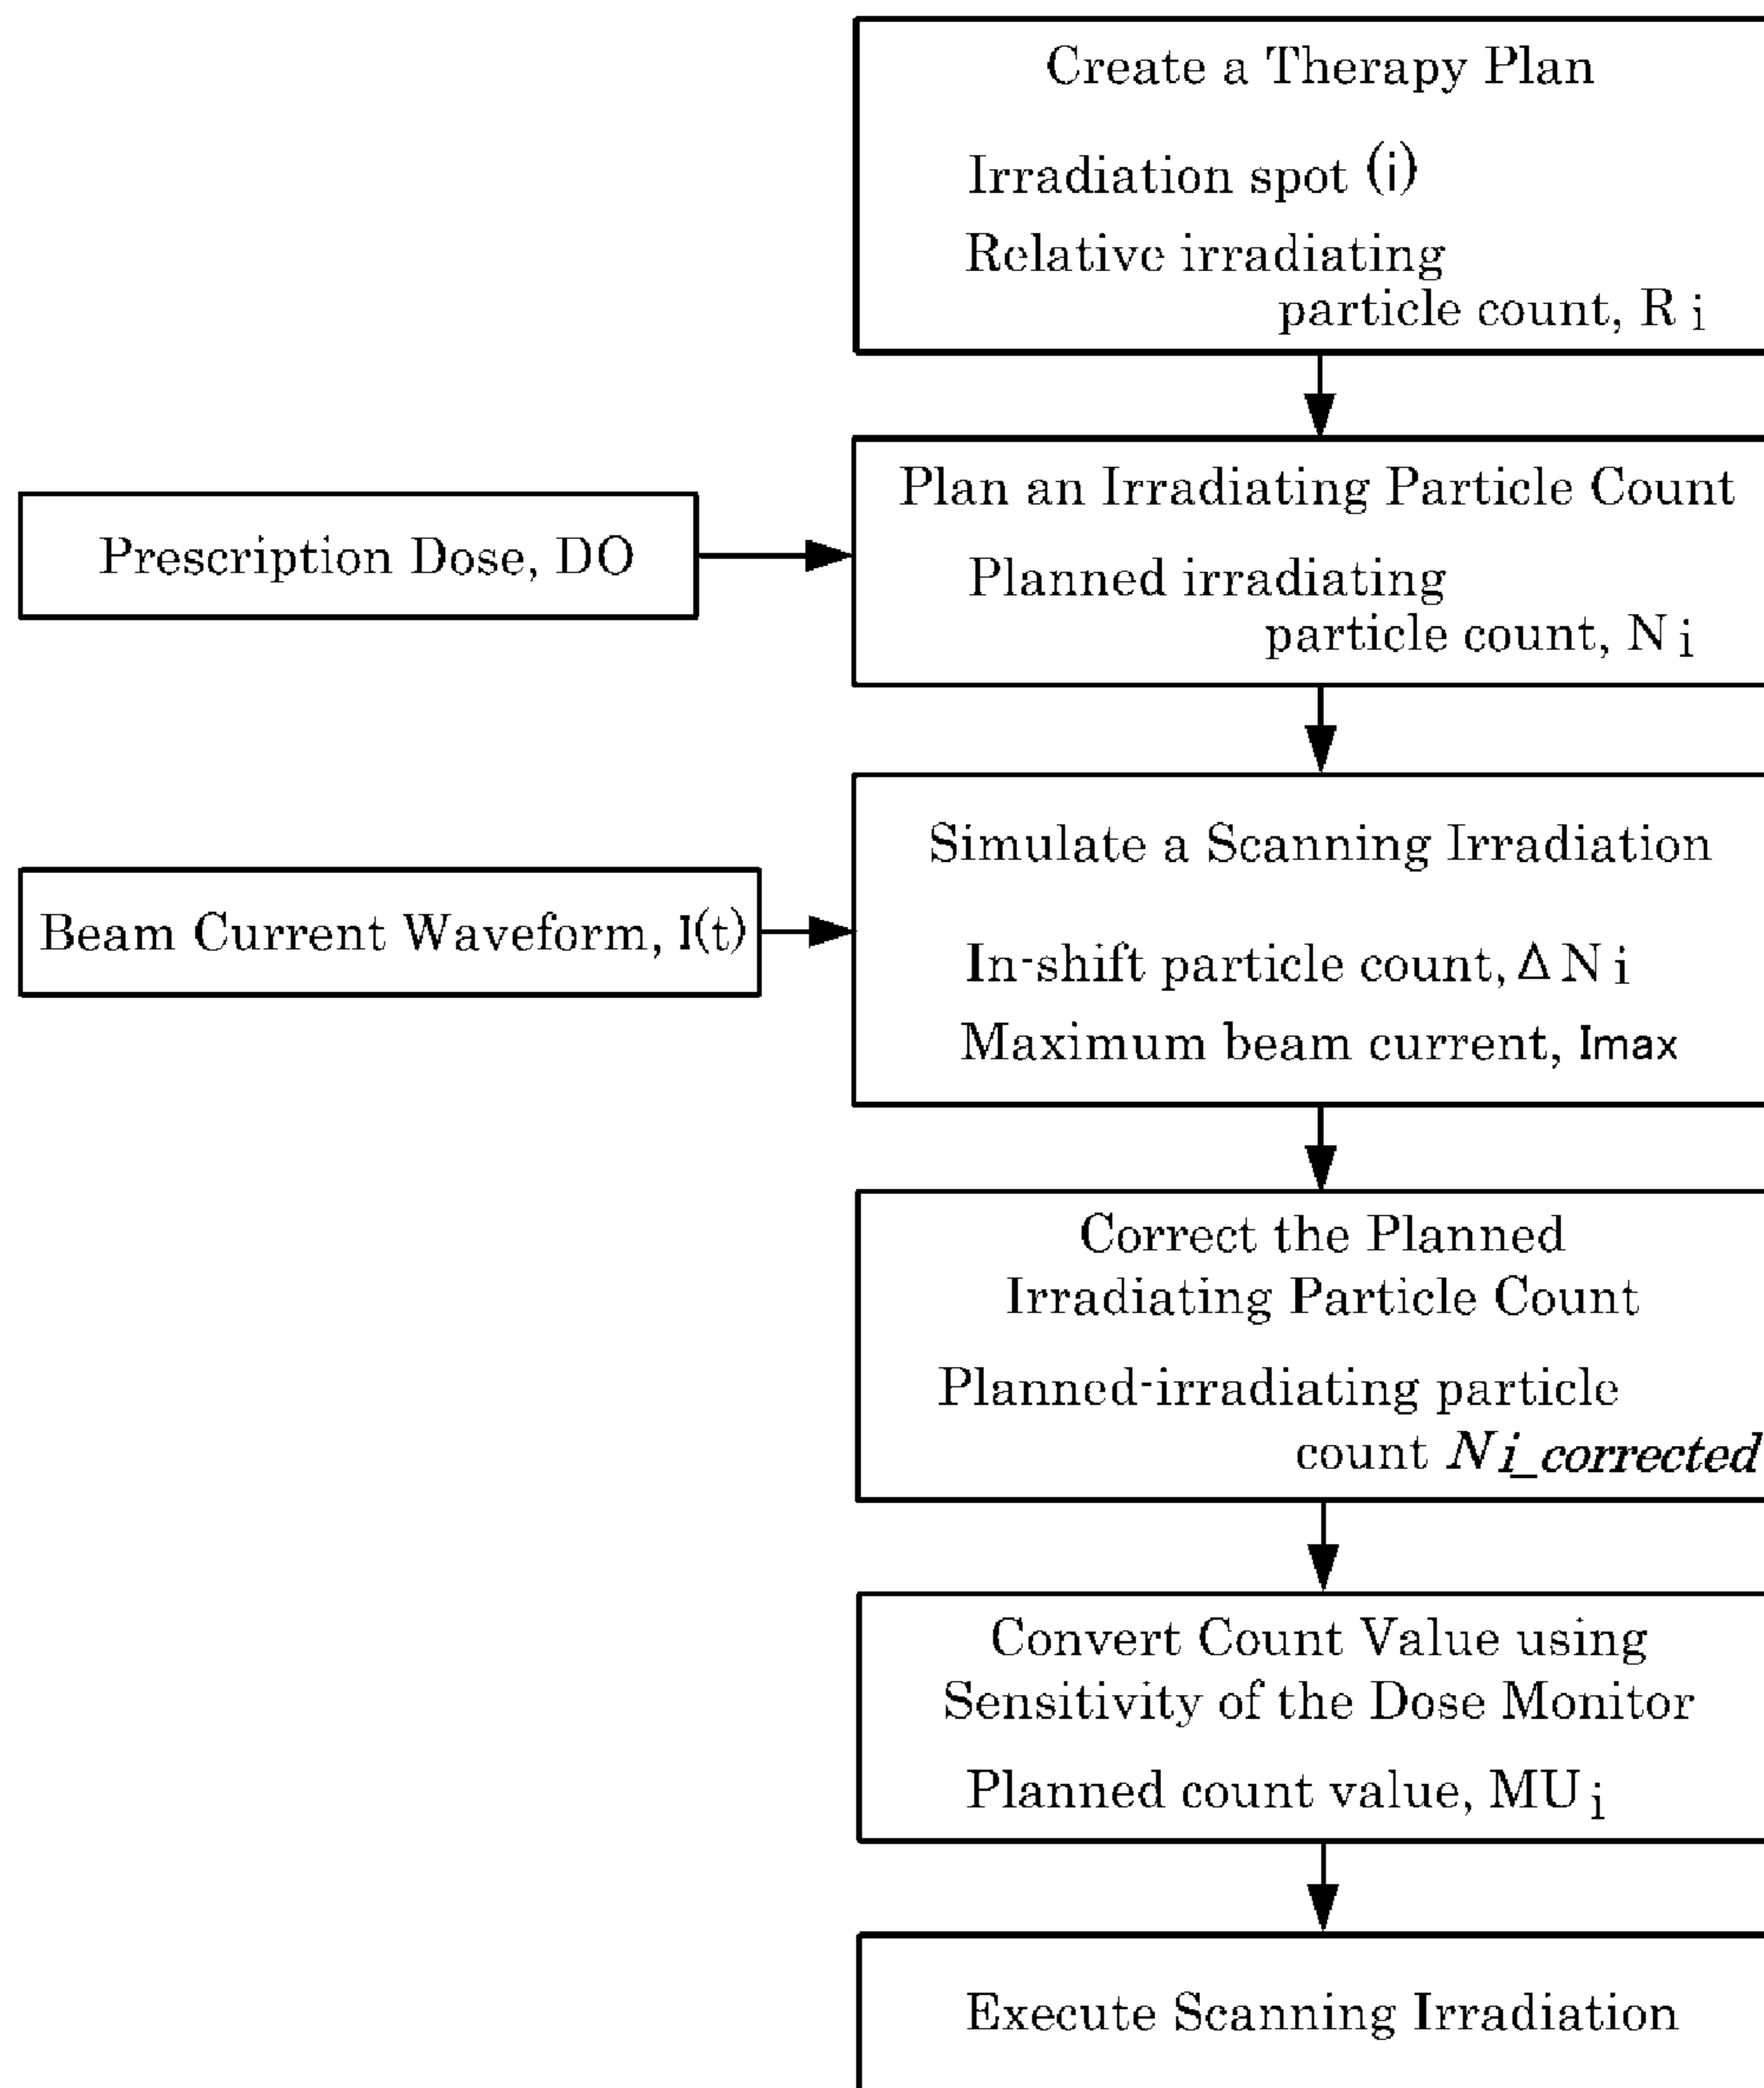 Create a Therapy Plan
Irradiation spot (i)
Relative irradiating
particle count, R i
Plan an Irradiating Particle Count
Prescription Dose, DO
Planned irradiating
particle count, N i
Simulate a Scanning Irradiation
Beam Current Waveform, I(t)
In-shift particle count, Δ N i
Maximum beam current, Imax
Correct the Planned
Irradiating Particle Count
Planned-irradiating particle
count Ni_corrected
Convert Count Value using
Sensitivity of the Dose Monitor
Planned count value, MU i
Execute Scanning Irradiation